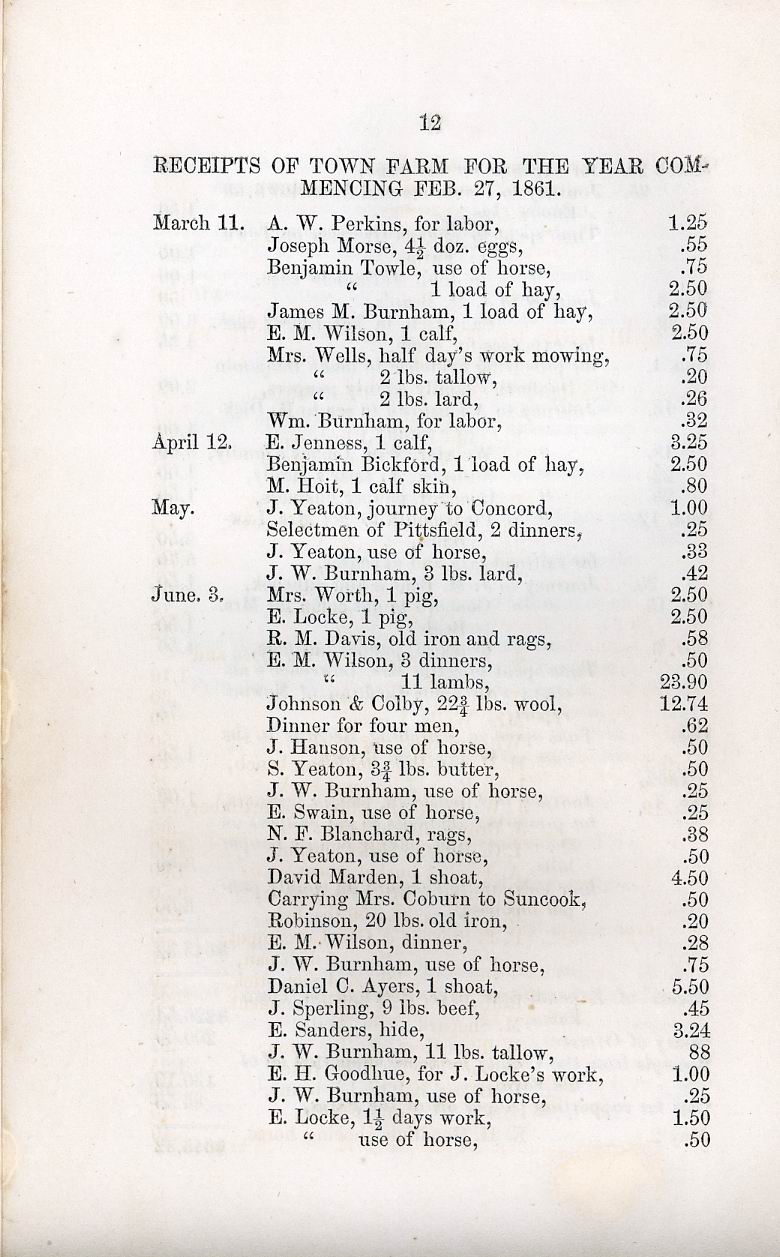 12
RECEIPTS OF TOWN FARM FOR THE YEAR COM-
MENCING FEB. 27, 1861.
March 11. A. W. Perkins, for labor, 1.25
Joseph Morse, 4½ doz. eggs, .55
Benjamin Towle, use of horse, .75
“ 1 load of hay, 2.50
James M. Burnham, 1 load of hay, 2.50
E. M. Wilson, 1 calf, 2.50
Mrs. Wells, half day's work mowing, .75
“ 2 lbs. tallow, .20
“ 2 lbs. lard, .26
Wm. Burnham, for labor, .32
April 12. E. Jenness, 1 calf, 3.25
Benjamin Bickford, 1 load of hay, 2.50
M. Hoit, 1 calf skin, .80
May. J. Yeaton, journey to Concord, 1.00
Selectmen of Pittsfield, 2 dinners, .25
J. Yeaton, use of horse, .33
J. W. Burnham, 3 lbs. lard, .42
June. 3. Mrs. Worth, 1 pig, 2.50
E. Locke, 1 pig, 2.50
R. M. Davis, old iron and rags, .58
E. M. Wilson, 3 dinners, .50
“ 11 lambs, 23.90
Johnson & Colby, 22¾ lbs. wool, 12.74
Dinner for four men, .62
J. Hanson, use of horse, .50
S. Yeaton, 3¾ lbs. butter, .50
J. W. Burnham, use of horse, .25
E. Swain, use of horse, .25
N. F. Blanchard, rags, .38
J. Yeaton, use of horse, .50
David Marden, 1 shoat, 4.50
Carrying Mrs. Coburn to Suncook, .50
Robinson, 20 lbs. old iron, .20
E. M. Wilson, dinner, .28
J. W. Burnham, use of horse, .75
Daniel C. Ayers, 1 shoat, 5.50
J. Sperling, 9 lbs. beef, .45
E. Sanders, hide, 3.24
J. W. Burnham, 11 lbs. tallow, 88
E. H. Goodhue, for J. Locke's work, 1.00
J. W. Burnham, use of horse, .25
E. Locke, 1½ days work, 1.50
“ use of horse, .50